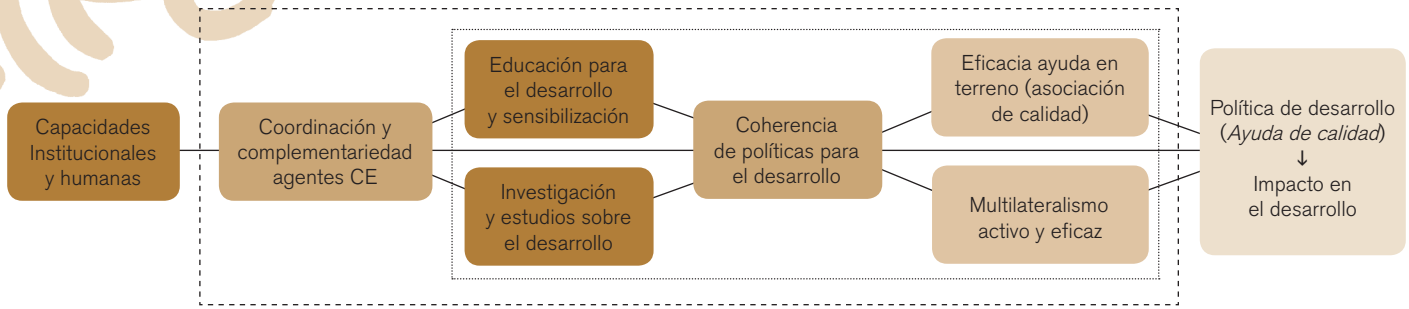 Capacidades
Institucionales
y humanas
Coordinación y
complementariedad
agentes CE
Educación para
el desarrollo
y sensibilización
Investigación
y estudios sobre
el desarrollo
Coherencia
de políticas para
el desarrollo
Eficacia ayuda en
terreno (asociación
de calidad)
Multilateralismo
activo y eficaz
Política de desarrollo
(Ayuda de calidad)
↓
Impacto en
el desarrollo